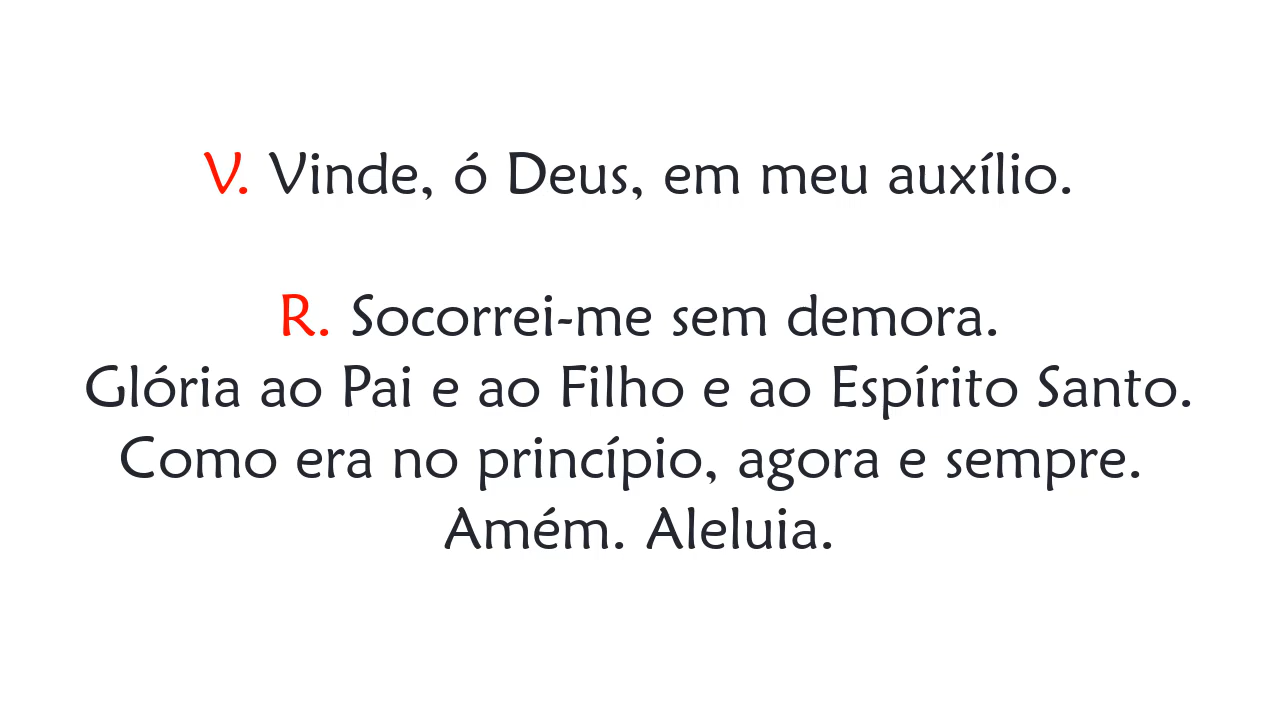 V. Vinde, ó Deus, em meu auxílio.
R. Socorrei-me sem demora.
Glória ao Pai e ao Filho e ao Espírito Santo.
Como era no princípio, agora e sempre.
Amém. Aleluia.